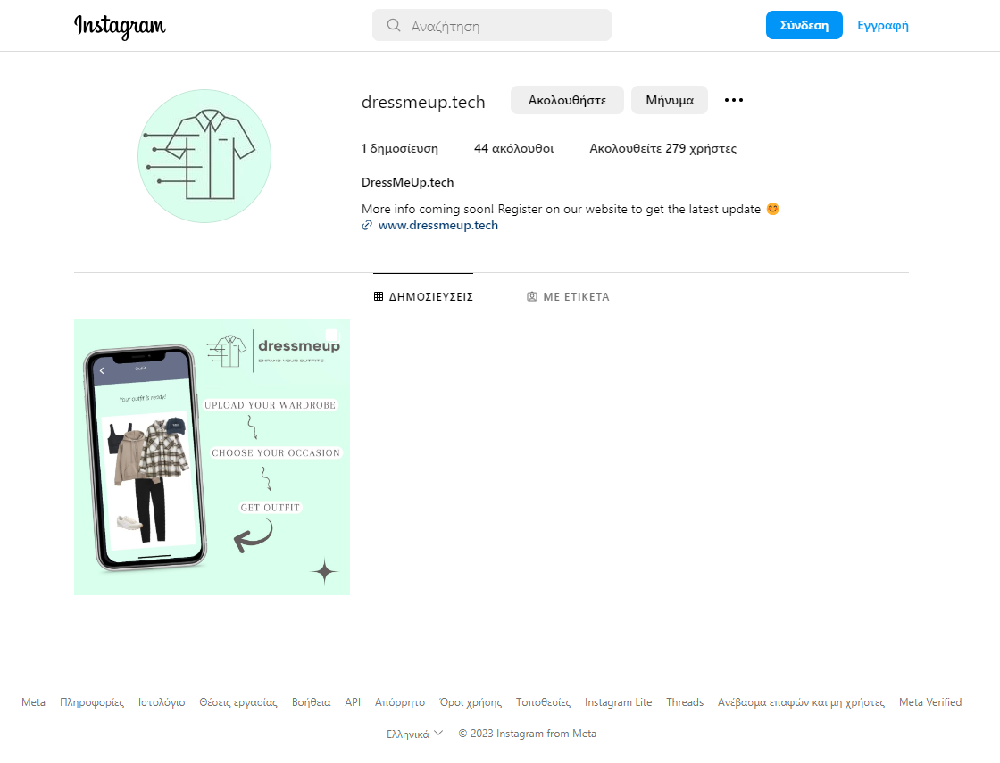 Instagram
Αναζήτηση
Σύνδεση
Εγγραφή
dressmeup.tech
Ακολουθήστε
Μήνυμα
1 δημοσίευση
44 ακόλουθοι
Ακολουθείτε 279 χρήστες
DressMeUp.tech
More info coming soon! Register on our website to get the latest update 😊
www.dressmeup.tech
ΔΗΜΟΣΙΕΥΣΕΙΣ
ΜΕ ΕΤΙΚΕΤΑ
dressmeup
EXPAND YOUR OUTFITS
Outfit
Your outfit is ready!
UPLOAD YOUR WARDROBE
CHOOSE YOUR OCCASION
GET OUTFIT
Meta Πληροφορίες Ιστολόγιο Θέσεις εργασίας Βοήθεια API Απόρρητο Όροι χρήσης Τοποθεσίες Instagram Lite Threads Ανέβασμα επαφών και μη χρήστες Meta Verified
Ελληνικά © 2023 Instagram from Meta